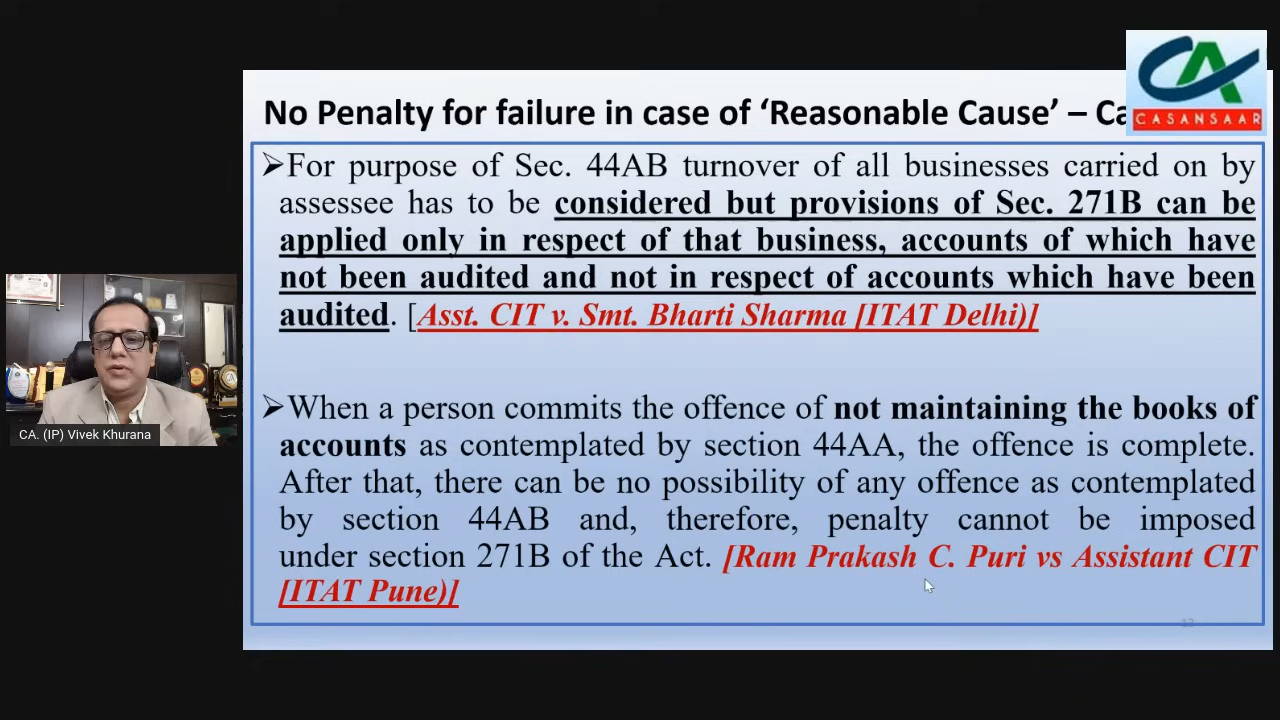 No Penalty for failure in case of ‘Reasonable Cause’ – Ca
CASANSAAR
➢For purpose of Sec. 44AB turnover of all businesses carried on by
assessee has to be considered but provisions of Sec. 271B can be
applied only in respect of that business, accounts of which have
not been audited and not in respect of accounts which have been
audited. [Asst. CIT v. Smt. Bharti Sharma [ITAT Delhi)]
➢When a person commits the offence of not maintaining the books of
accounts as contemplated by section 44AA, the offence is complete.
After that, there can be no possibility of any offence as contemplated
by section 44AB and, therefore, penalty cannot be imposed
under section 271B of the Act. [Ram Prakash C. Puri vs Assistant CIT
[ITAT Pune)]
CA. (IP) Vivek Khurana